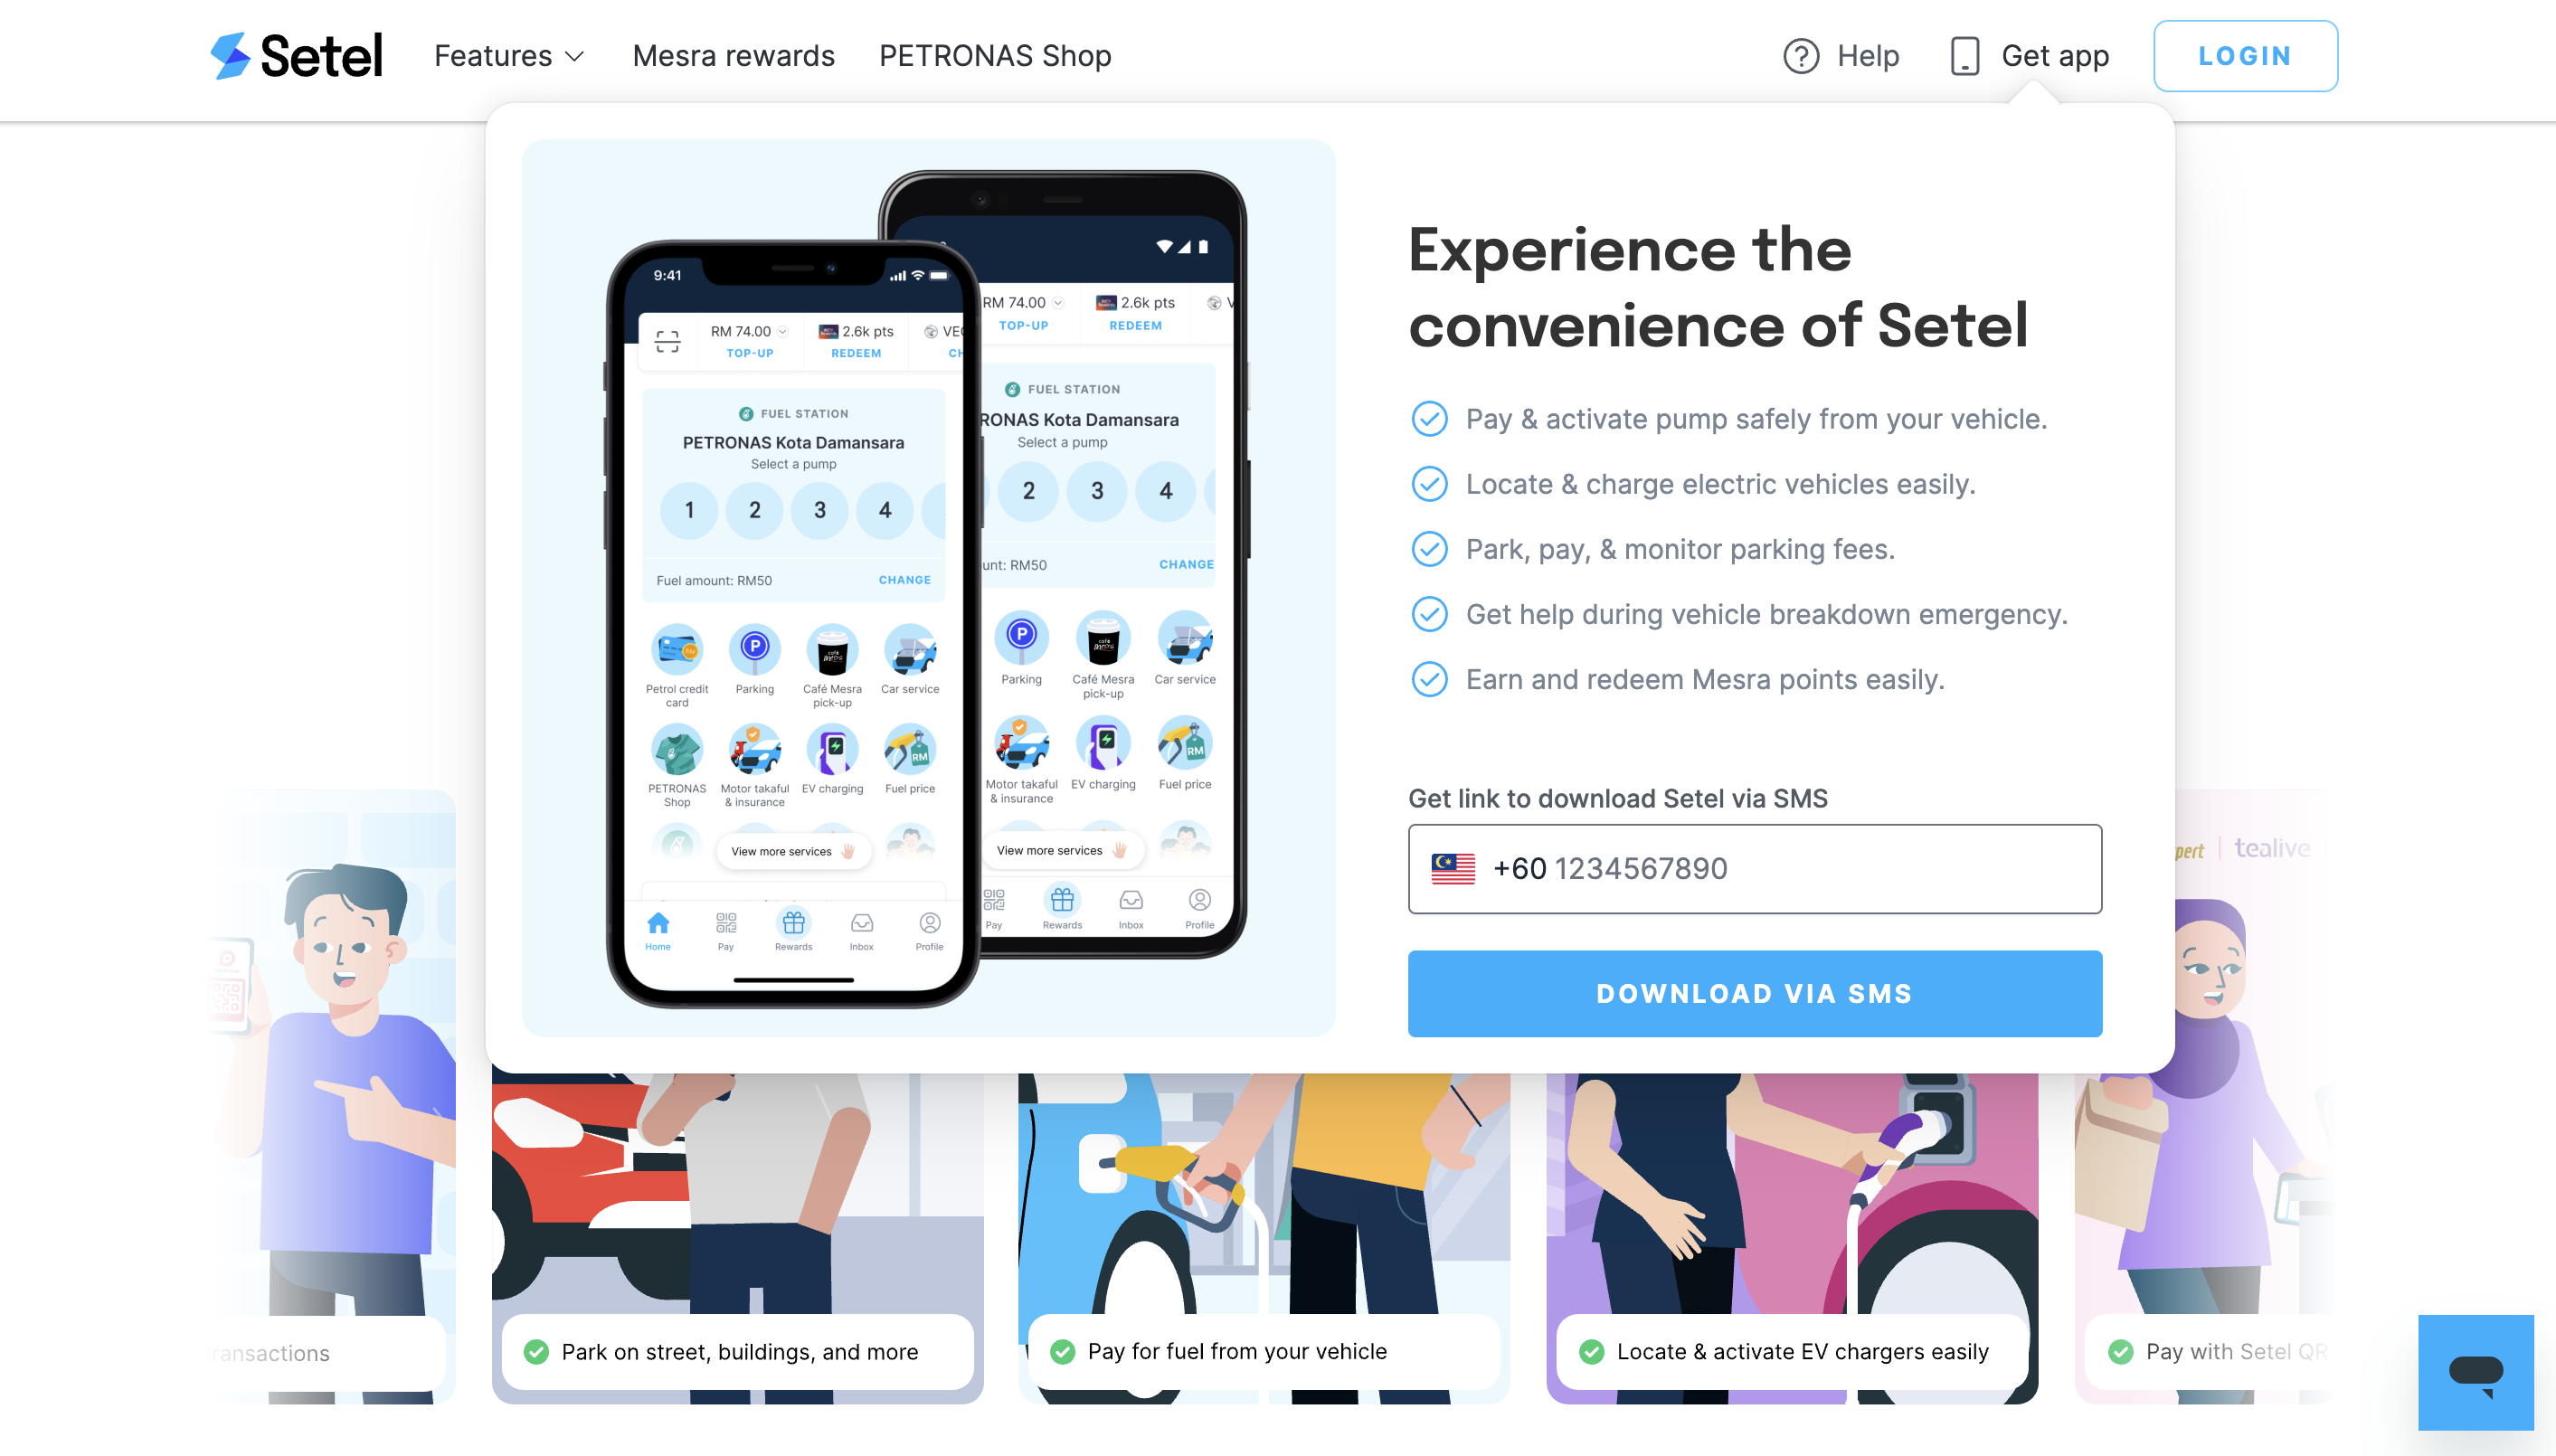 Setel
Features
Mesra rewards
PETRONAS Shop
Help
Get app
LOGIN
9:41
RM 74.00
TOP-UP
2.6k pts
REDEEM
FUEL STATION
PETRONAS Kota Damansara
Select a pump
1 2 3 4
Fuel amount: RM50
CHANGE
Petrol credit
card
Parking
Café Mesra
pick-up
Car service
PETRONAS
Shop
Motor takaful
& insurance
EV charging
Fuel price
View more services
Home
Pay
Rewards
Inbox
Profile
RM 74.00
TOP-UP
2.6k pts
REDEEM
FUEL STATION
RONAS Kota Damansara
Select a pump
2 3 4
unt: RM50
CHANGE
Parking
Café Mesra
pick-up
Car service
Motor takaful
& insurance
EV charging
Fuel price
View more services
Pay
Rewards
Inbox
Profile
Experience the
convenience of Setel
Pay & activate pump safely from your vehicle.
Locate & charge electric vehicles easily.
Park, pay, & monitor parking fees.
Get help during vehicle breakdown emergency.
Earn and redeem Mesra points easily.
Get link to download Setel via SMS
+60 1234567890
DOWNLOAD VIA SMS
pert
tealive
ransactions
Park on street, buildings, and more
Pay for fuel from your vehicle
Locate & activate EV chargers easily
Pay with Setel QR